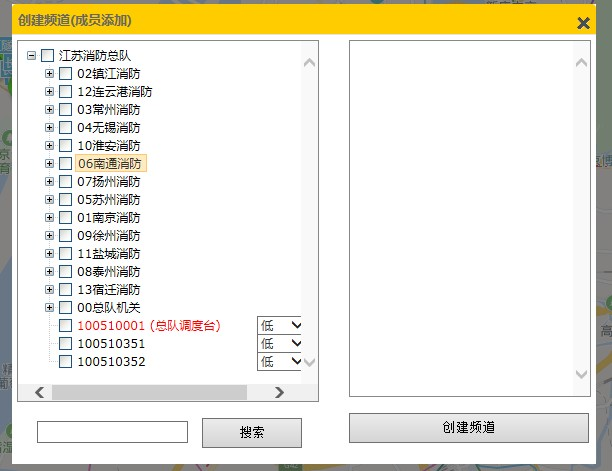 创建频道(成员添加)
江苏消防总队
02镇江消防
12连云港消防
03常州消防
04无锡消防
10淮安消防
06南通消防
07扬州消防
05苏州消防
01南京消防
09徐州消防
11盐城消防
08泰州消防
13宿迁消防
00总队机关
100510001 (总队调度台) 低
100510351 低
100510352 低
搜索
创建频道